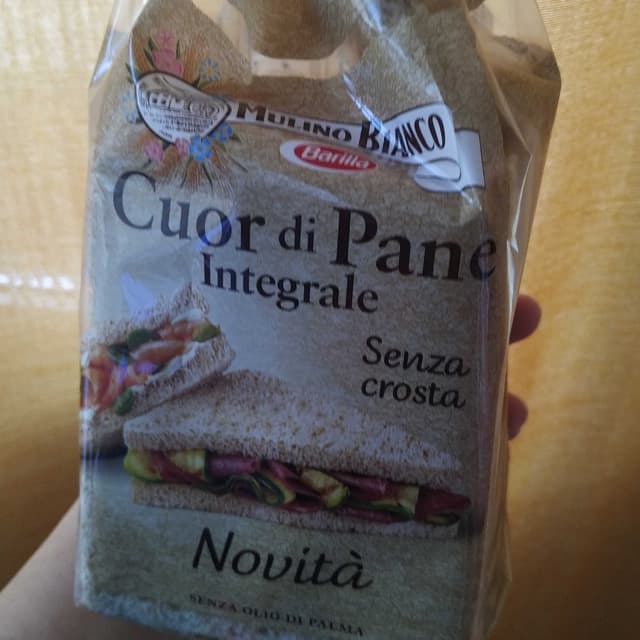 MULINO BIANCO
Barilla
Cuor di Pane
Integrale
Senza
crosta
Novità
SENZA OLIO DI PALMA